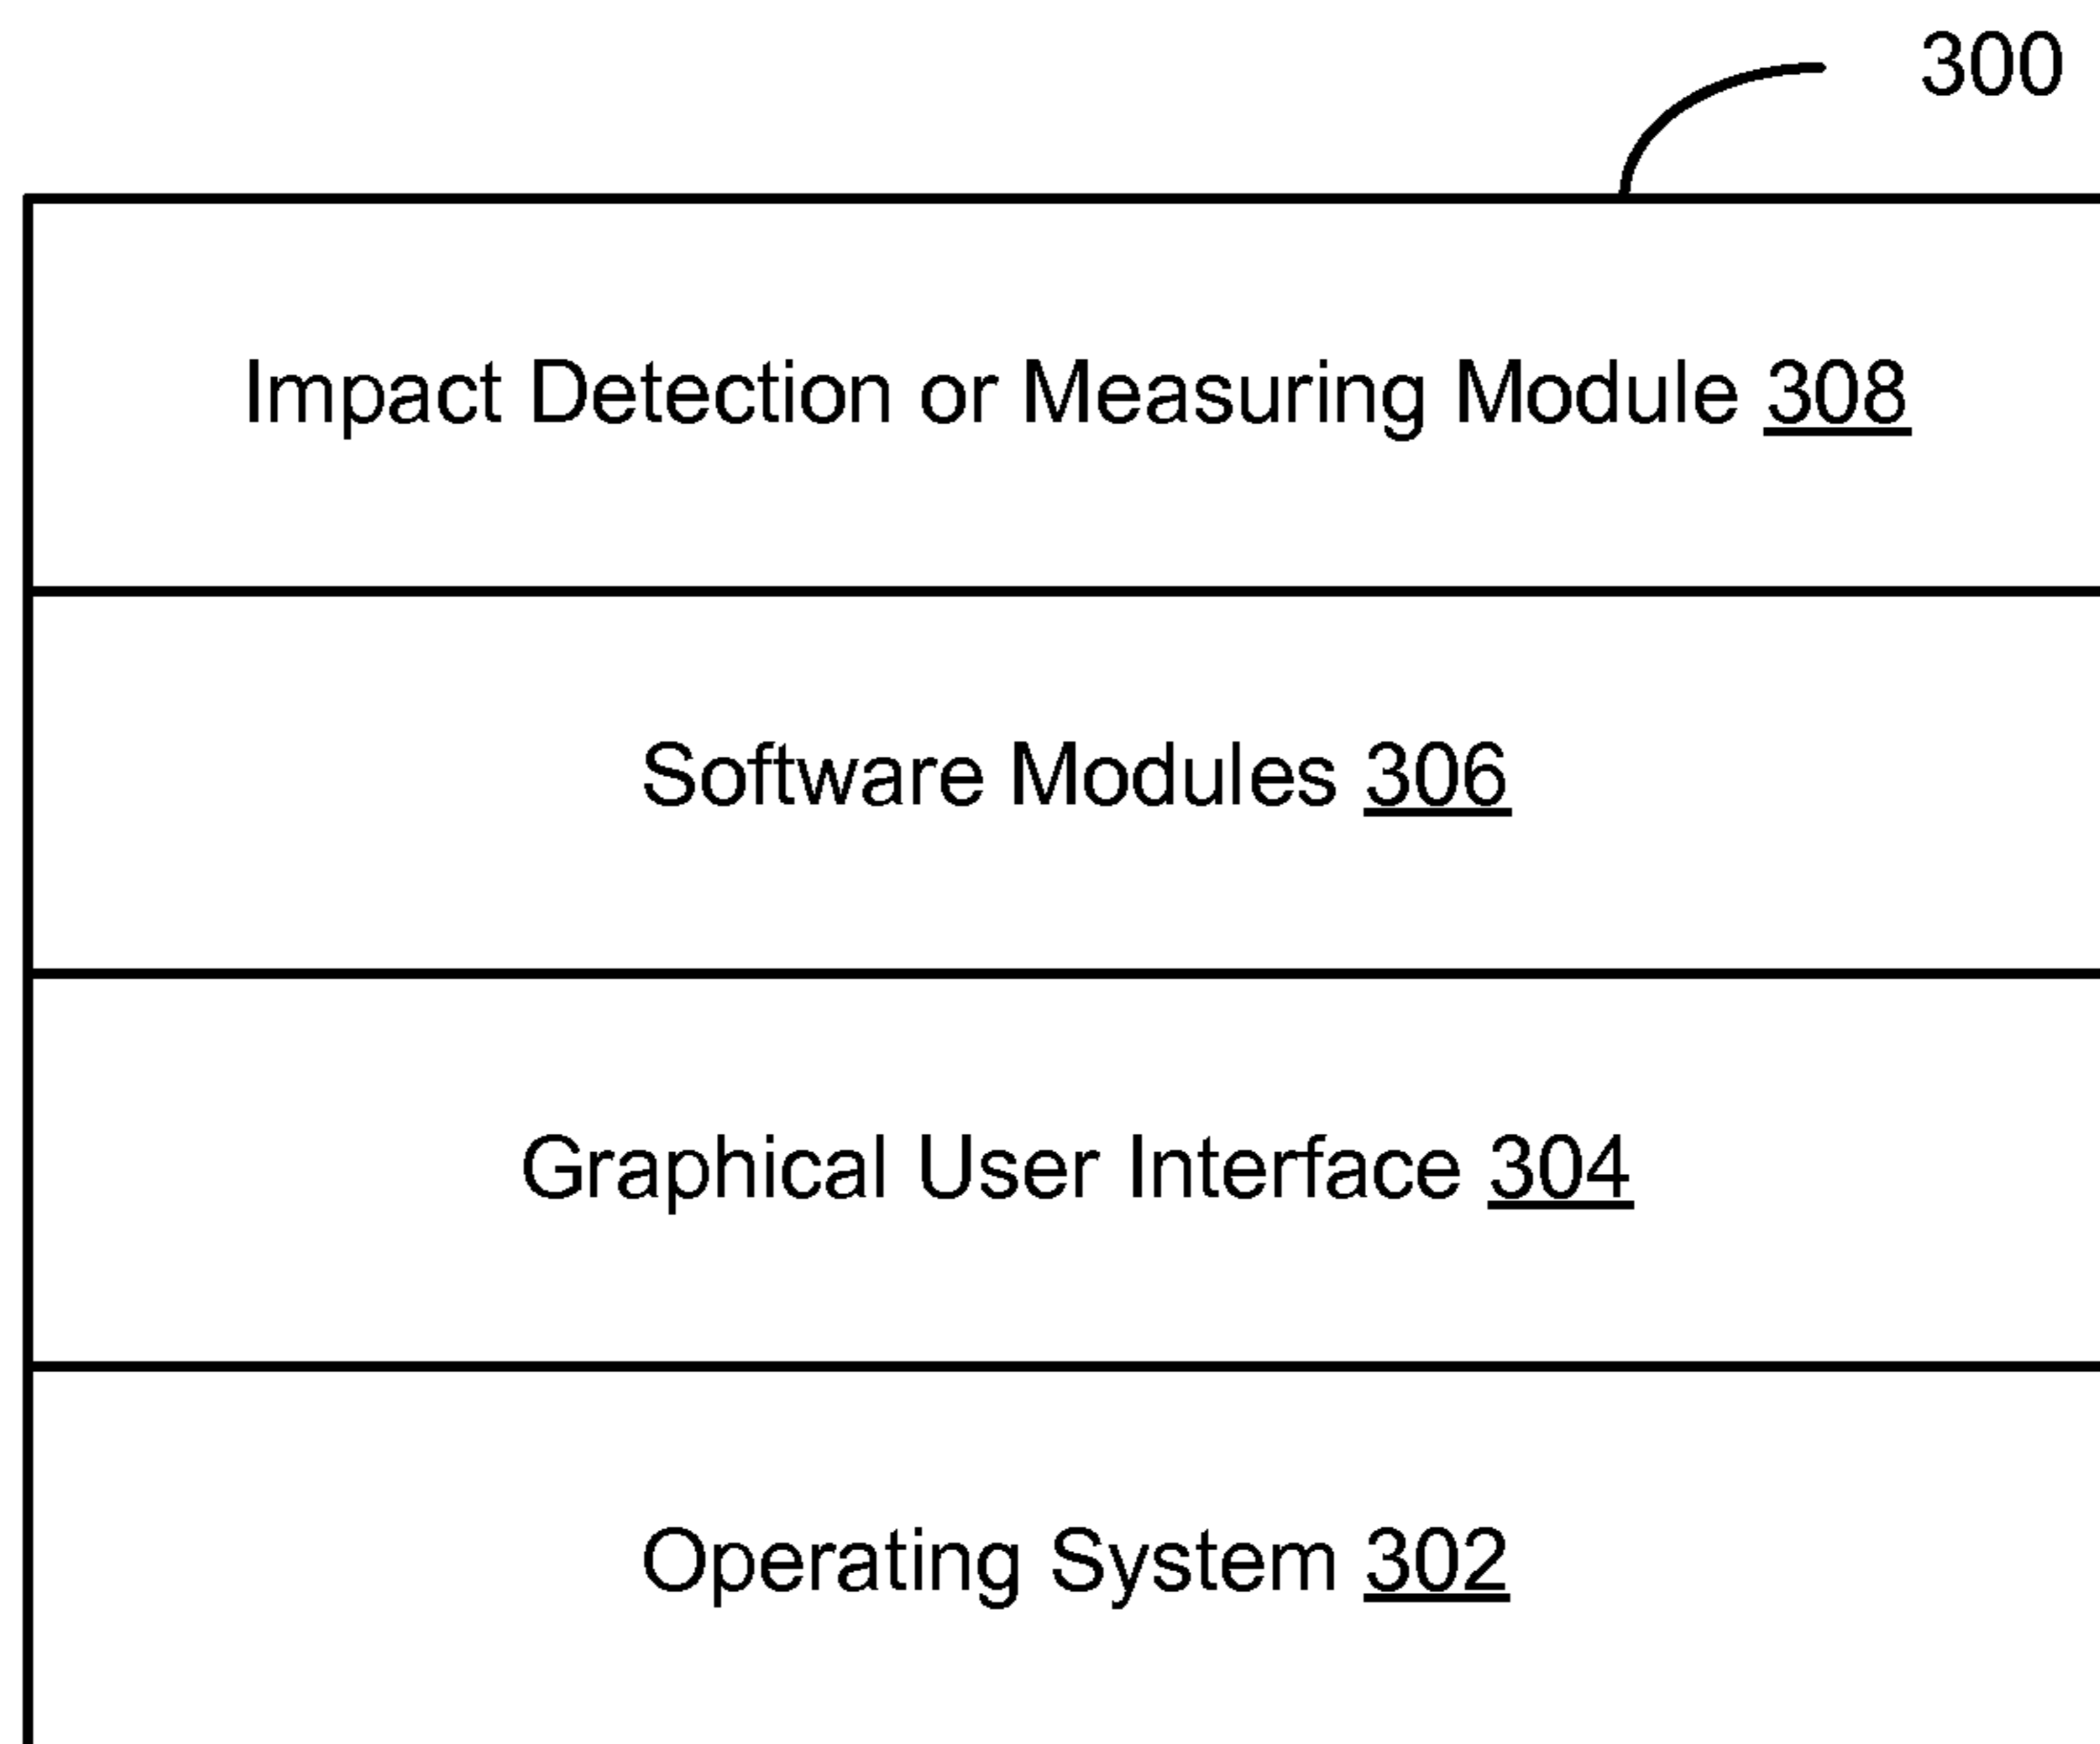 300
Impact Detection or Measuring Module 308
Software Modules 306
Graphical User Interface 304
Operating System 302